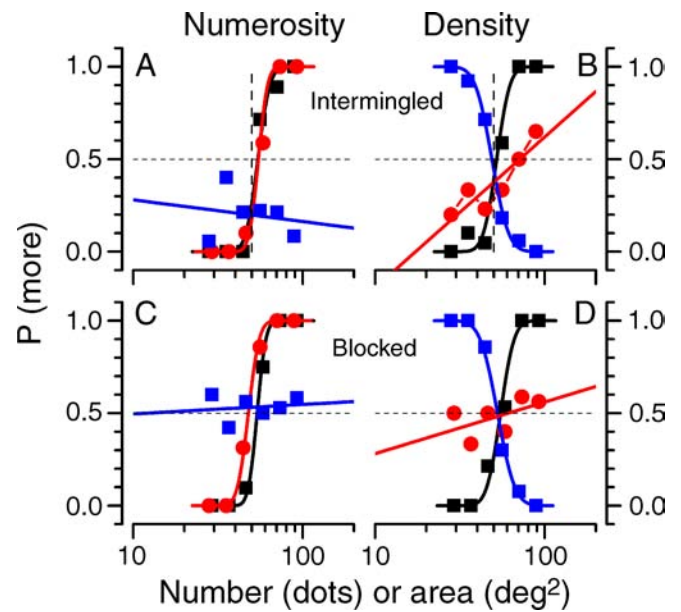 Numerosity Density
A B
1.0 1.0
Intermingled
0.5 0.5
0.0 0.0
P (more)
C D
1.0 1.0
Blocked
0.5 0.5
0.0 0.0
10 100 10 100
Number (dots) or area (deg²)